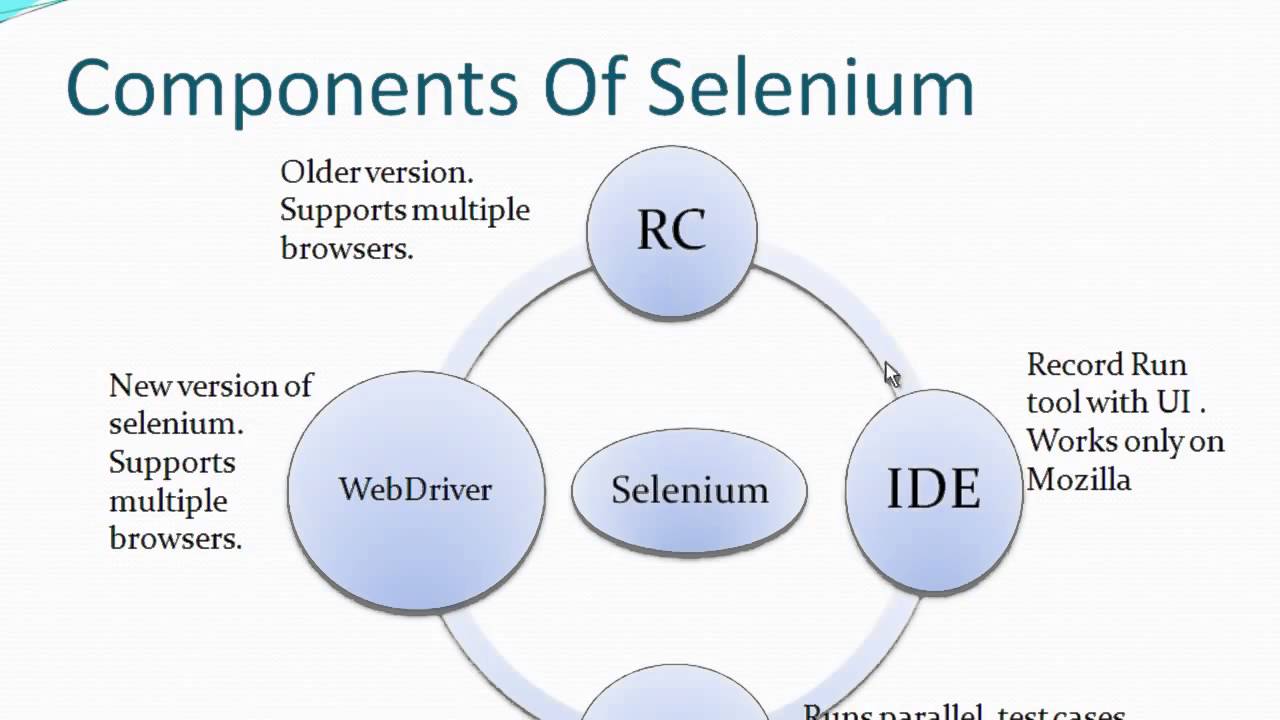 Components Of Selenium
Older version.
Supports multiple
browsers.
RC
Record Run
tool with UI .
Works only on
Mozilla
New version of
selenium.
Supports
multiple
browsers.
WebDriver
Selenium
IDE
Runs parallel test cases